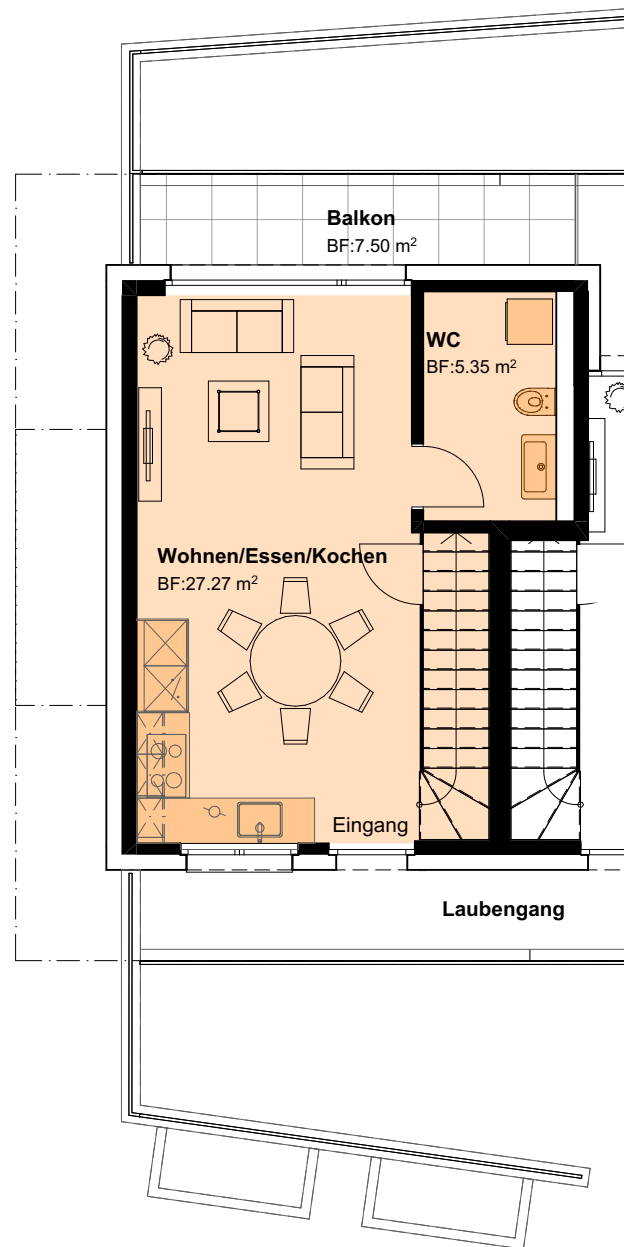 Balkon
BF:7.50 m²
WC
BF:5.35 m²
Wohnen/Essen/Kochen
BF:27.27 m²
Eingang
Laubengang